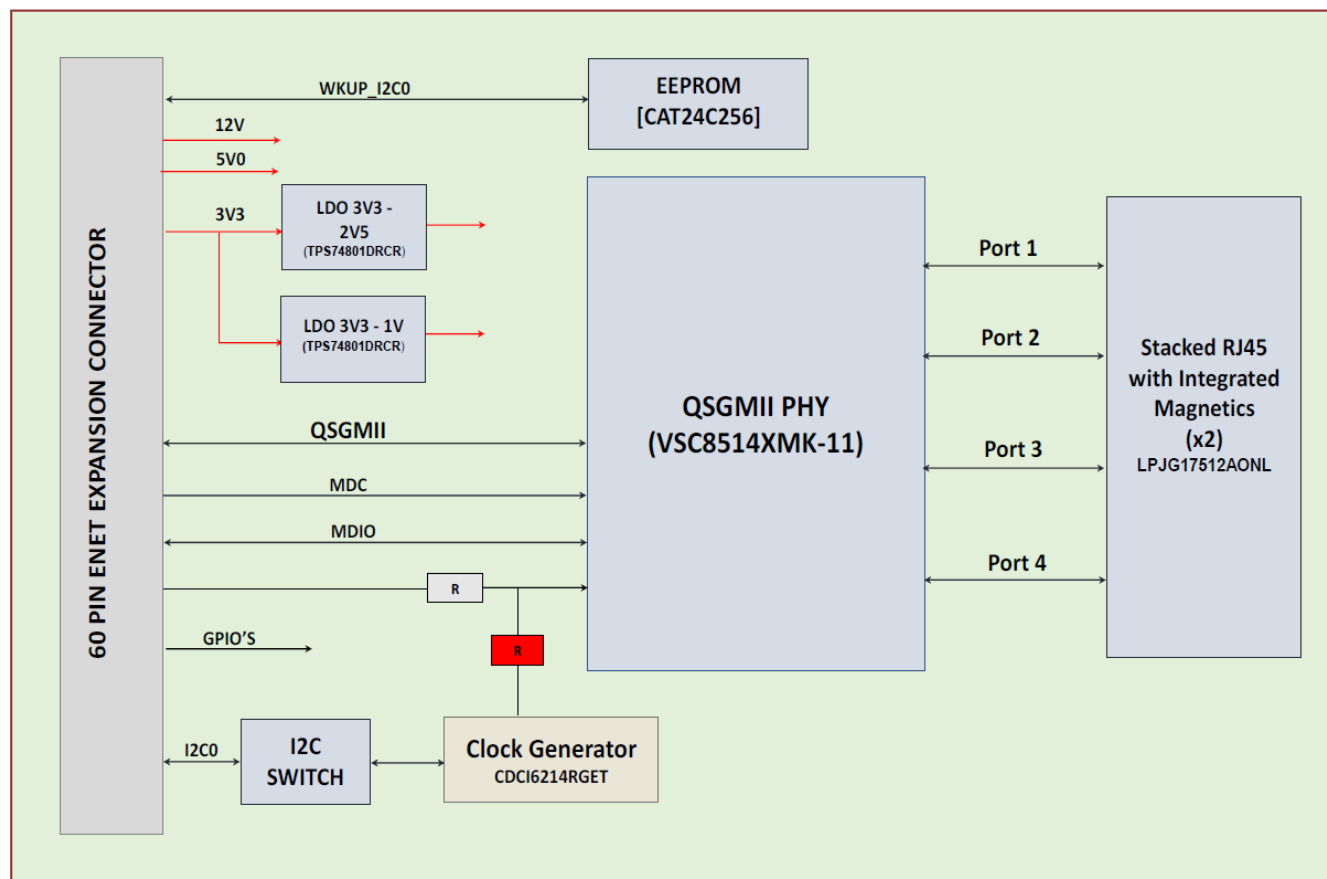 60 PIN ENET EXPANSION CONNECTOR
WKUP_I2C0
EEPROM
[CAT24C256]
12V
5V0
3V3
LDO 3V3 -
2V5
(TPS74801DRCR)
LDO 3V3 - 1V
(TPS74801DRCR)
QSGMII
MDC
MDIO
R
R
GPIO'S
I2C0
I2C
SWITCH
Clock Generator
CDCI6214RGET
QSGMII PHY
(VSC8514XMK-11)
Port 1
Port 2
Port 3
Port 4
Stacked RJ45
with Integrated
Magnetics
(x2)
LPJG17512AONL